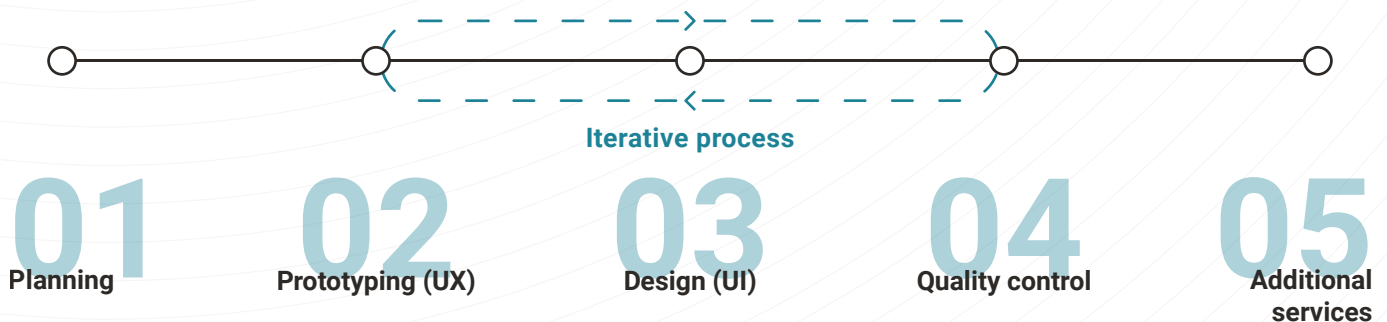 Iterative process
01
Planning
02
Prototyping (UX)
03
Design (UI)
04
Quality control
05
Additional
services